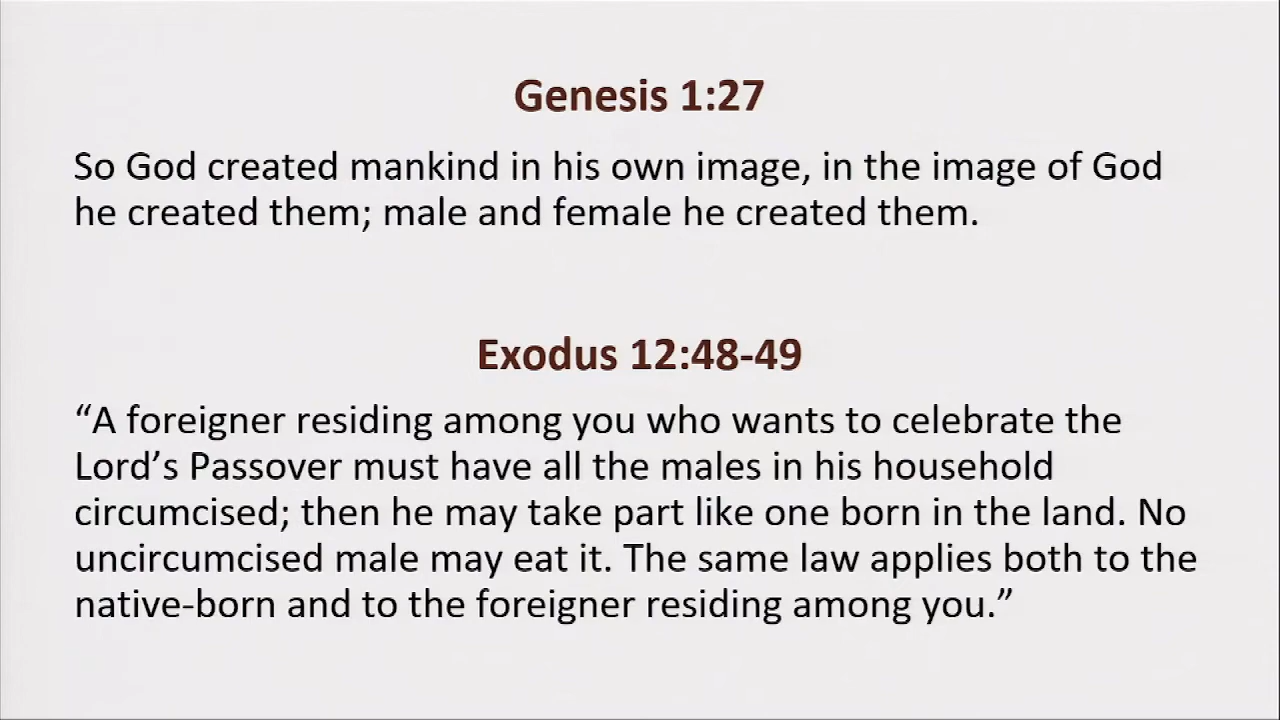 Genesis 1:27
So God created mankind in his own image, in the image of God
he created them; male and female he created them.
Exodus 12:48-49
“A foreigner residing among you who wants to celebrate the
Lord’s Passover must have all the males in his household
circumcised; then he may take part like one born in the land. No
uncircumcised male may eat it. The same law applies both to the
native-born and to the foreigner residing among you.”